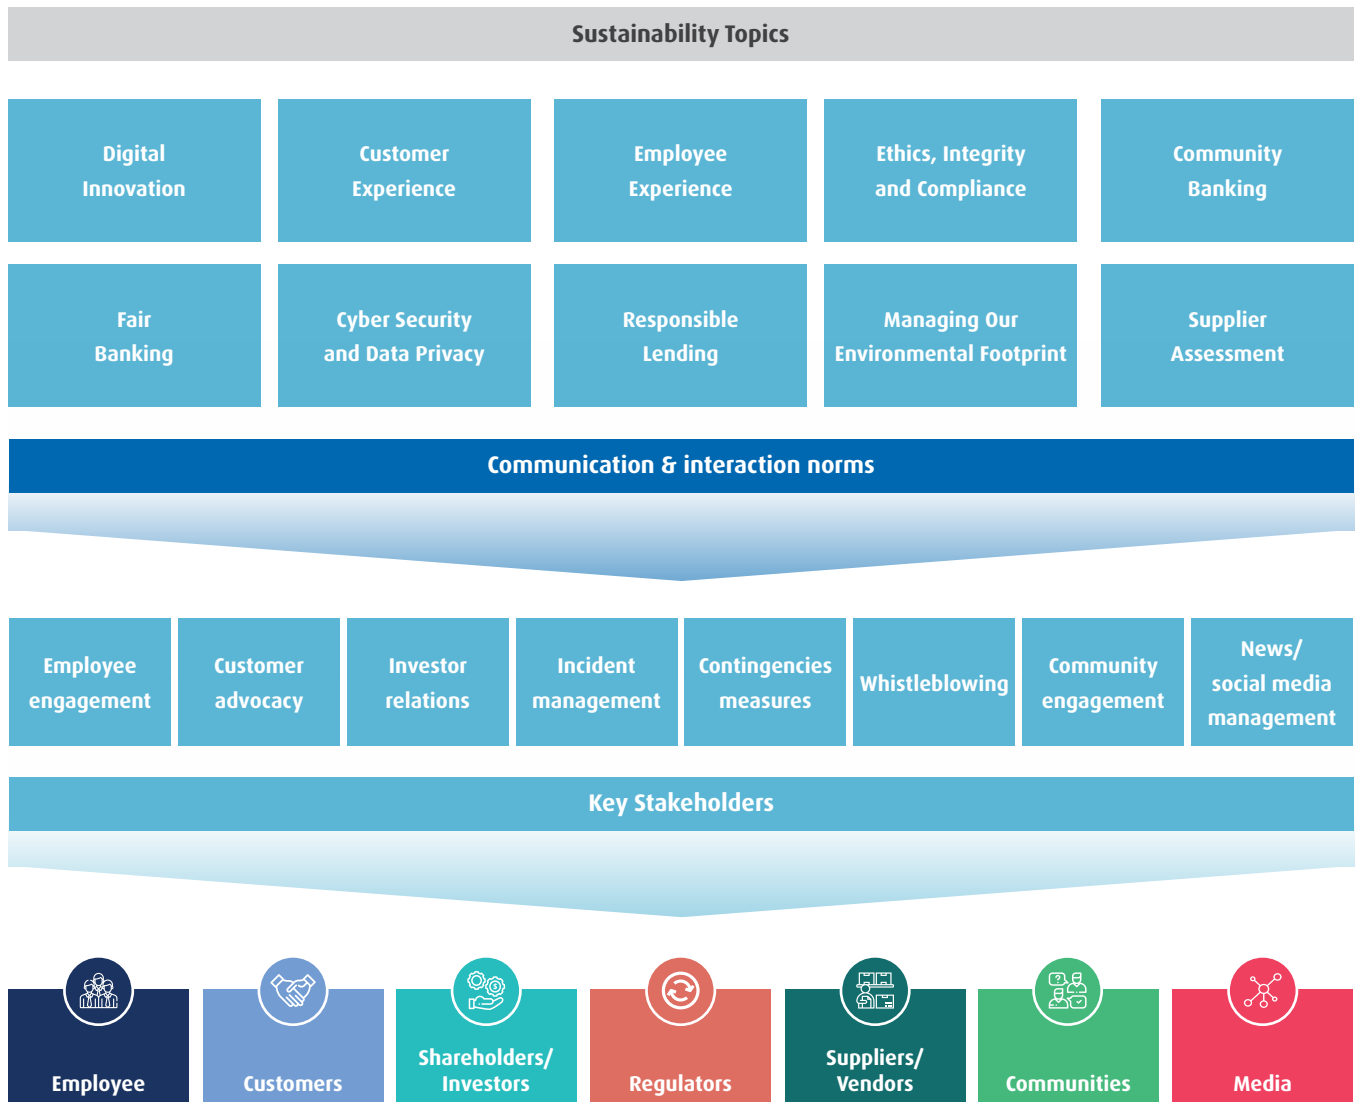 Sustainability Topics
Digital
Innovation
Customer
Experience
Employee
Experience
Ethics, Integrity
and Compliance
Community
Banking
Fair
Banking
Cyber Security
and Data Privacy
Responsible
Lending
Managing Our
Environmental Footprint
Supplier
Assessment
Communication & interaction norms
Employee
engagement
Customer
advocacy
Investor
relations
Incident
management
Contingencies
measures
Whistleblowing
Community
engagement
News/
social media
management
Key Stakeholders
Employee
Customers
Shareholders/
Investors
Regulators
Suppliers/
Vendors
Communities
Media